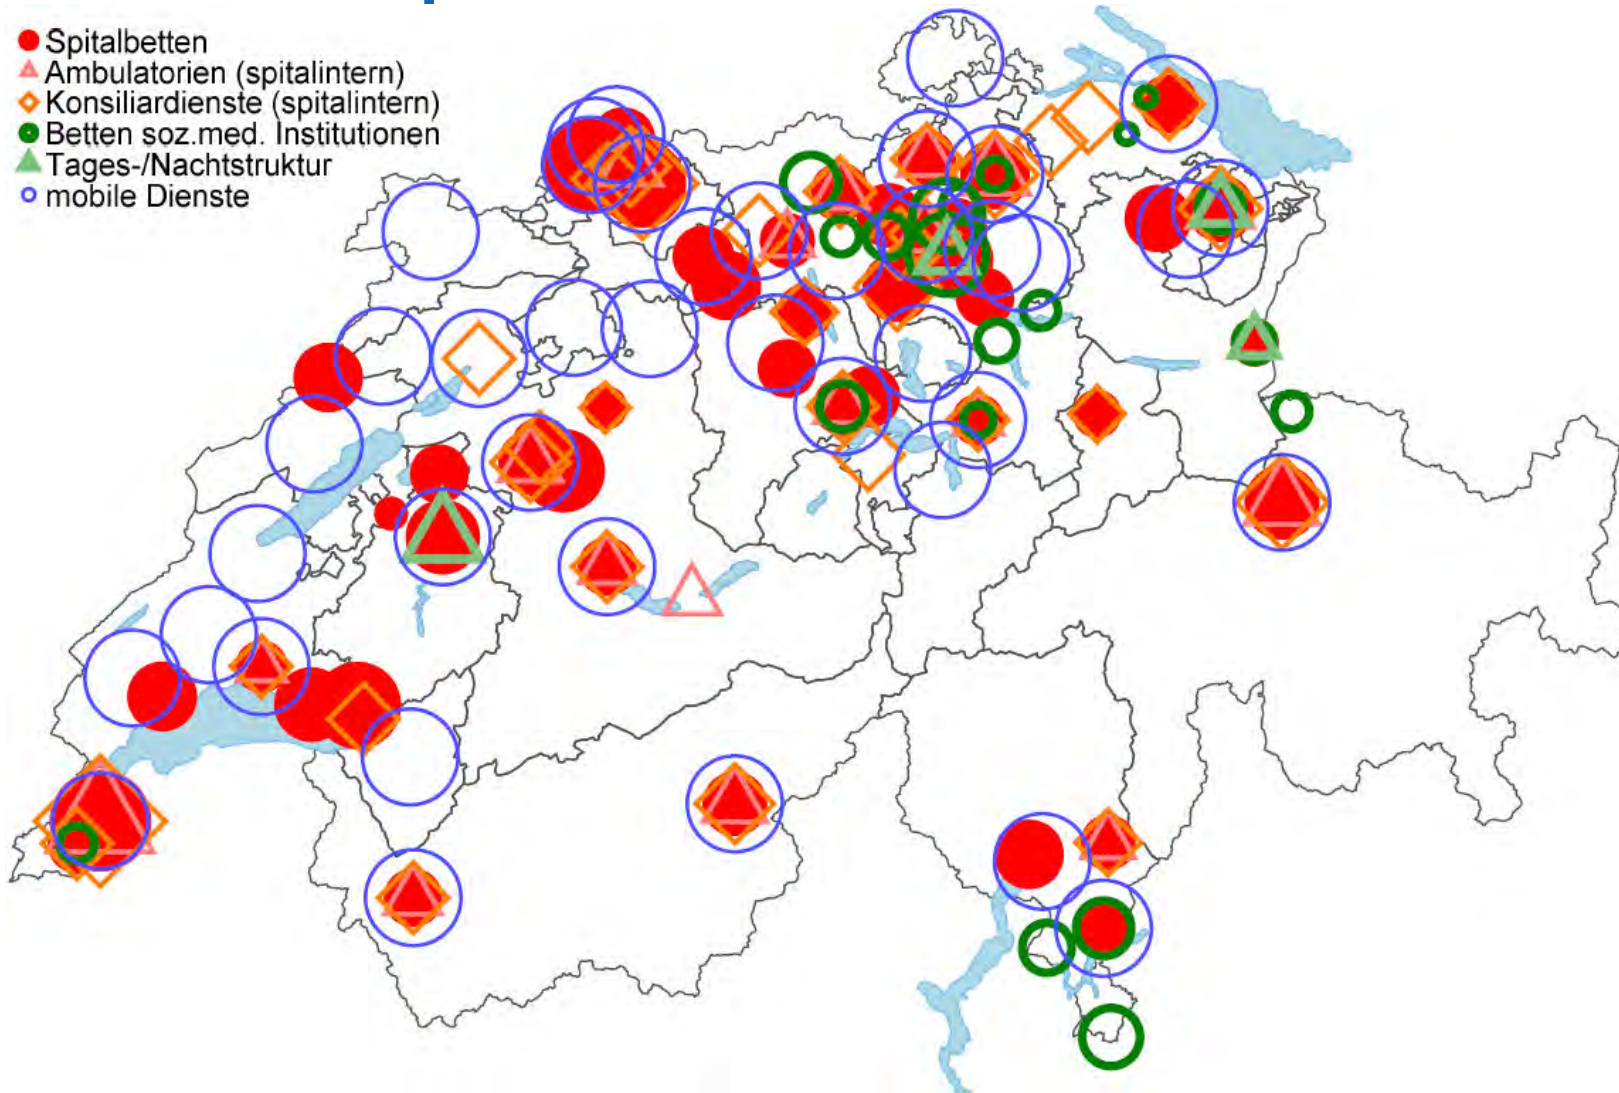 Spitalbetten
Ambulatorien (spitalintern)
Konsiliardienste (spitalintern)
Betten soz.med. Institutionen
Tages-/Nachtstruktur
mobile Dienste